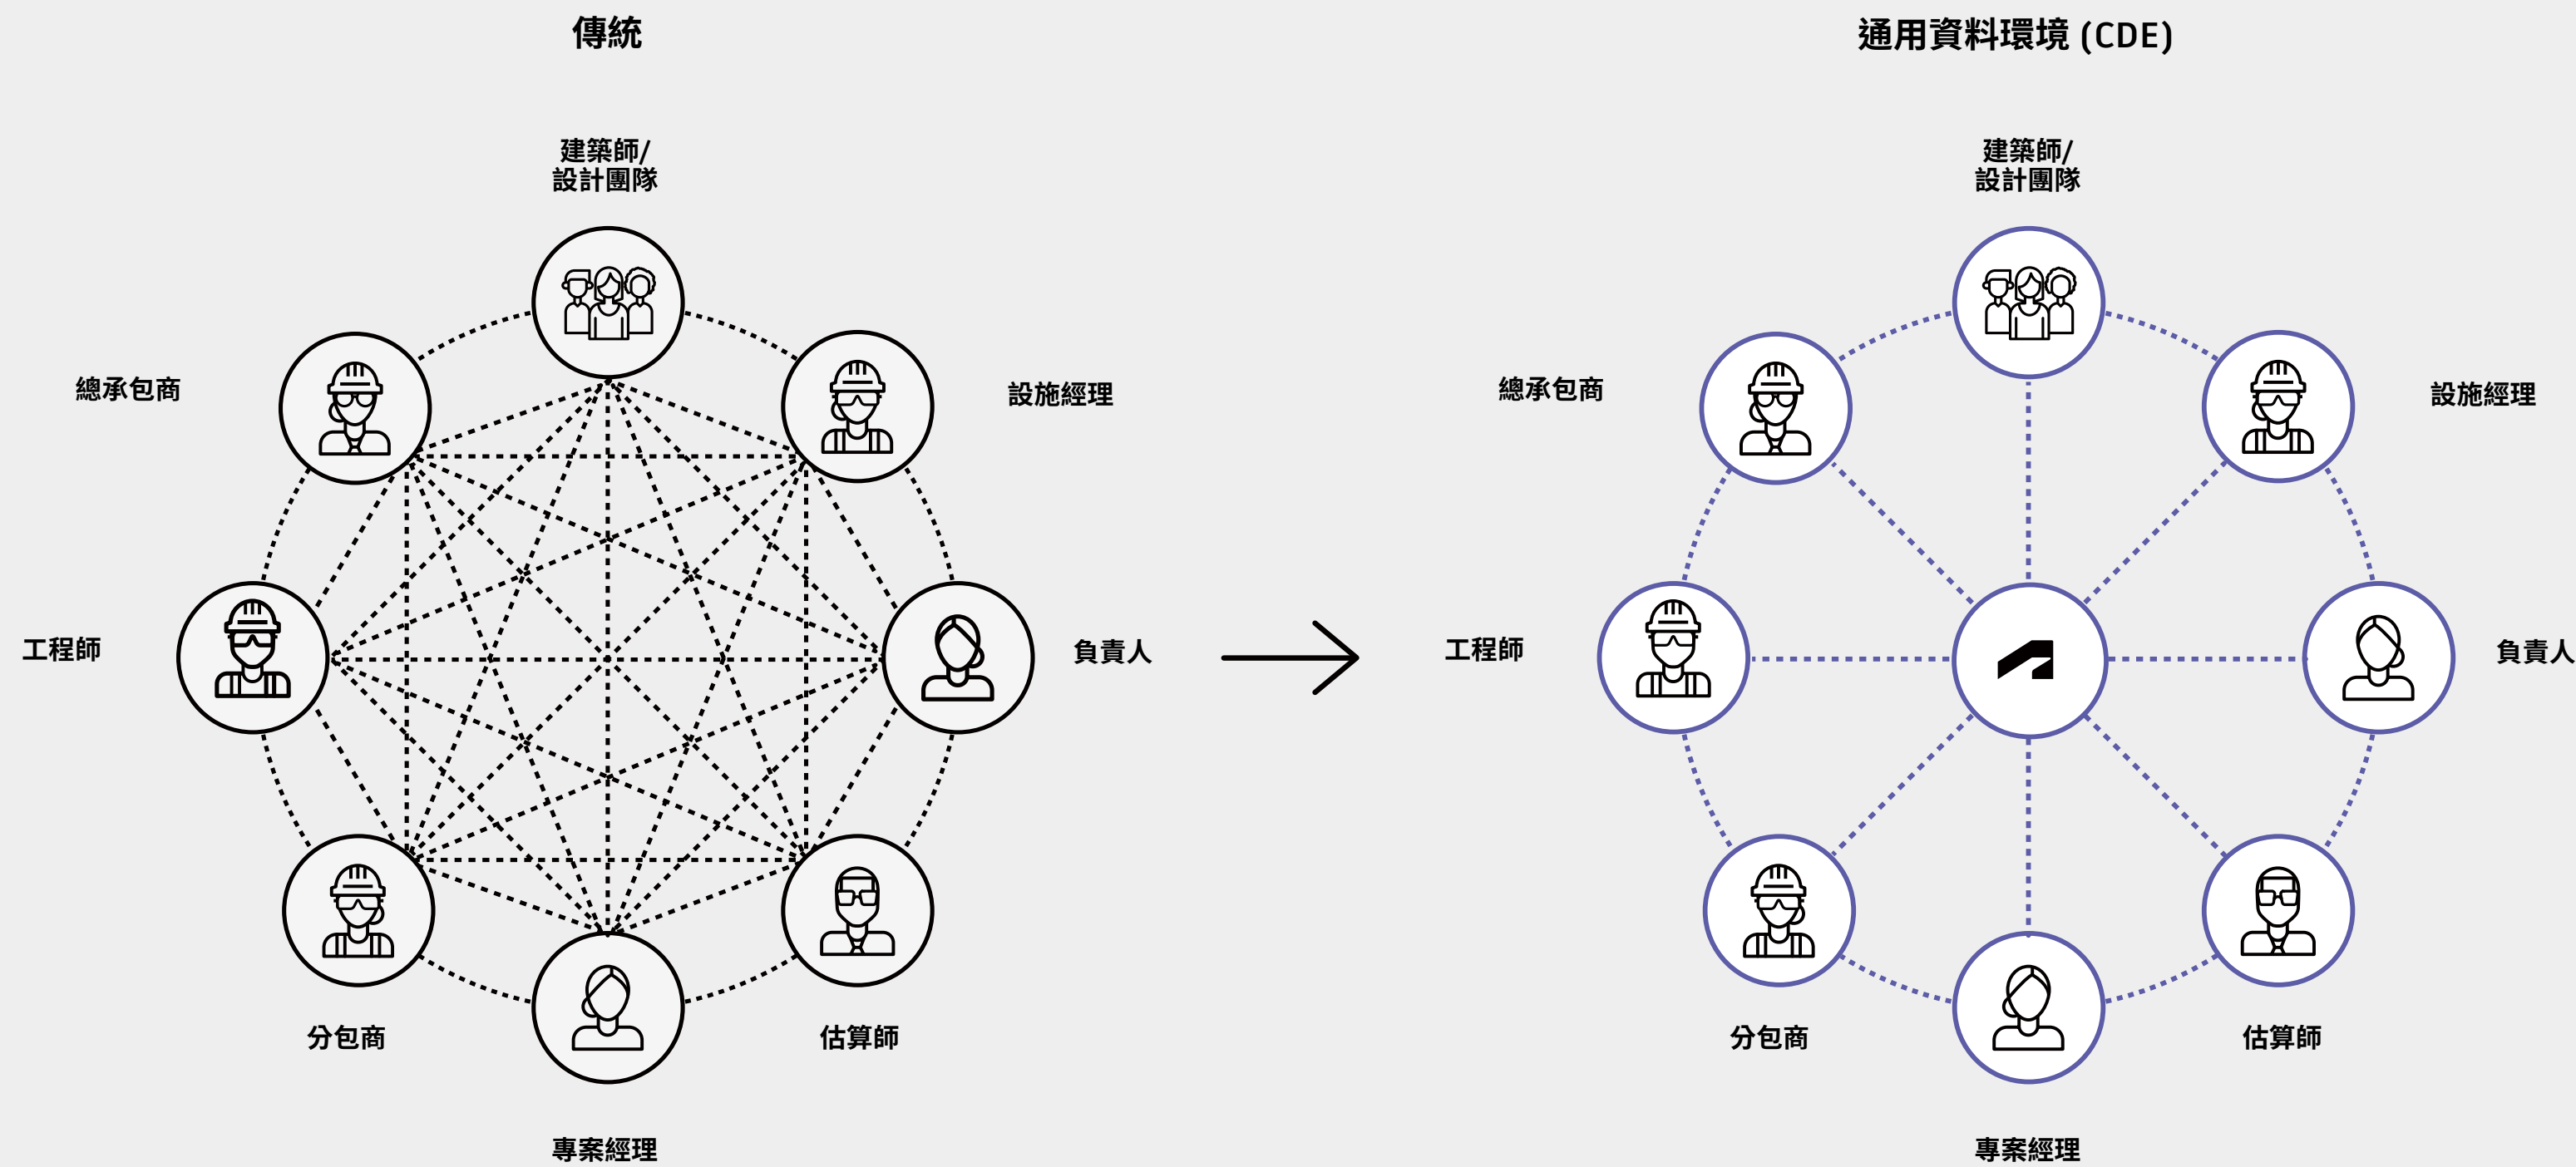 傳統
建築師/
設計團隊
總承包商
設施經理
工程師
負責人
分包商
估算師
專案經理
通用資料環境 (CDE)
建築師/
設計團隊
總承包商
設施經理
工程師
負責人
分包商
估算師
專案經理